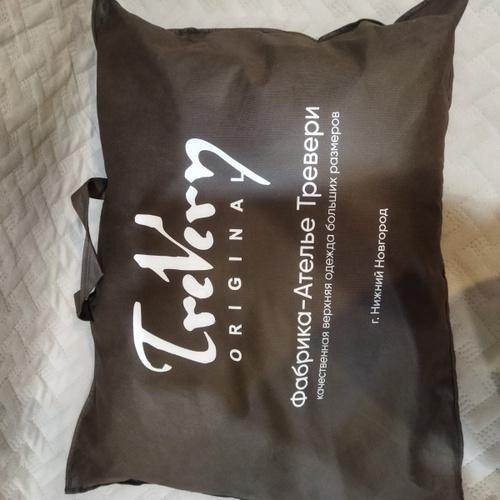 TreVery
ORIGINAL
Фабрика-Ателье Тревери
качественная верхняя одежда больших размеров
г. Нижний Новгород